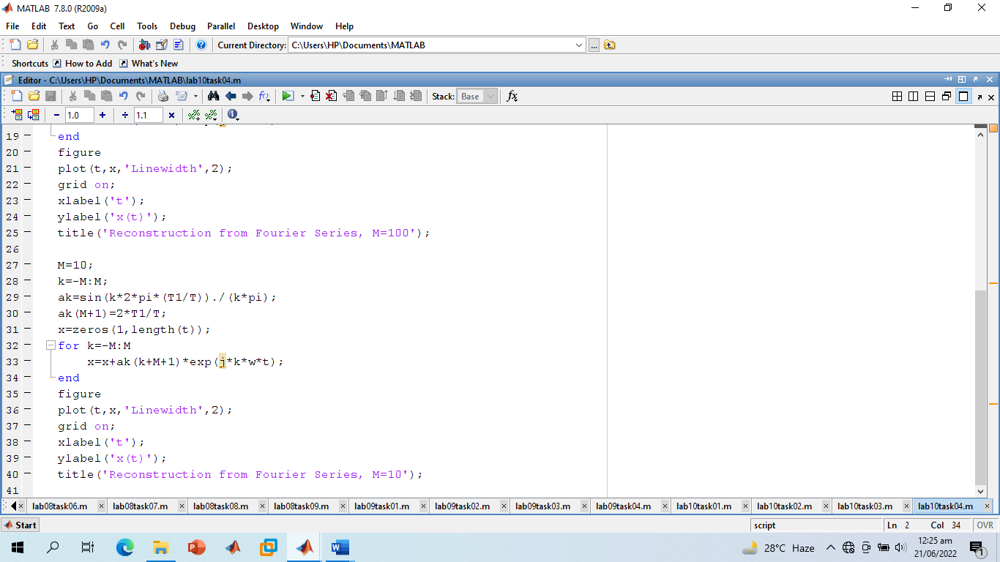 MATLAB 7.8.0 (R2009a)
File Edit Text Go Cell Tools Debug Parallel Desktop Window Help
Current Directory: C:\Users\HP\Documents\MATLAB ...
Shortcuts How to Add What's New
Editor - C:\Users\HP\Documents\MATLAB\lab10task04.m
Stack: Base fx
- 1.0 + ÷ 1.1 ×
19 end
20 figure
21 plot(t,x,'Linewidth',2);
22 grid on;
23 xlabel('t');
24 ylabel('x(t)');
25 title('Reconstruction from Fourier Series, M=100');
26
27 M=10;
28 k=-M:M;
29 ak=sin(k*2*pi*(T1/T))./(k*pi);
30 ak(M+1)=2*T1/T;
31 x=zeros(1,length(t));
32 for k=-M:M
33 x=x+ak(k+M+1)*exp(j*k*w*t);
34 end
35 figure
36 plot(t,x,'Linewidth',2);
37 grid on;
38 xlabel('t');
39 ylabel('x(t)');
40 title('Reconstruction from Fourier Series, M=10');
41
lab08task06.m lab08task07.m lab08task08.m lab08task09.m lab09task01.m lab09task02.m lab09task03.m lab09task04.m lab10task01.m lab10task02.m lab10task03.m lab10task04.m
Start script Ln 2 Col 34 OVR
28°C Haze 12:25 am
21/06/2022 1